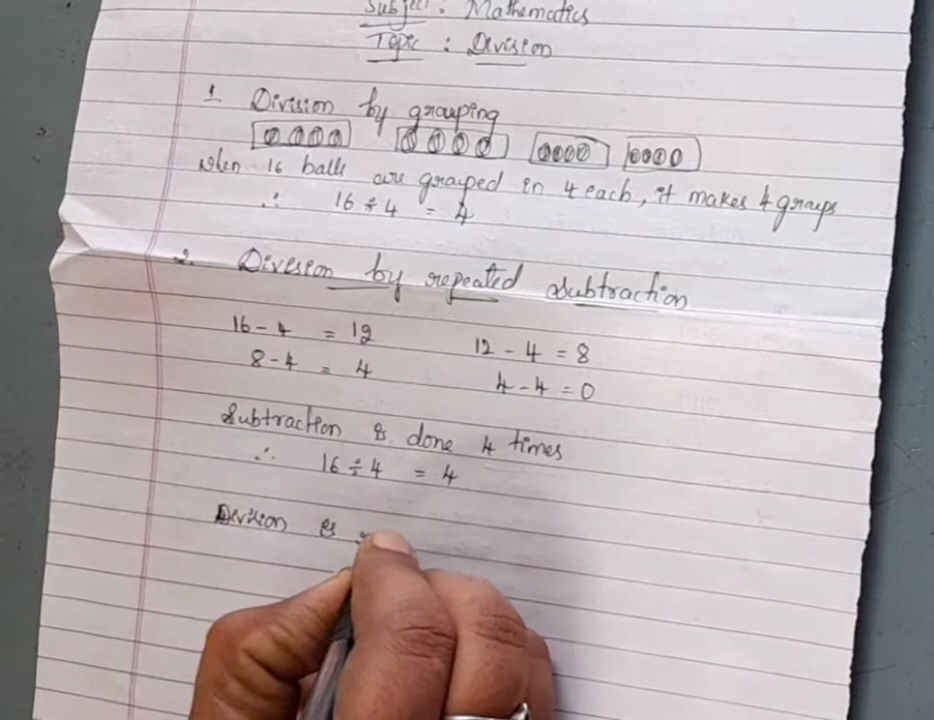 Subject : Mathematics
Topic : Division
1. Division by grouping
When 16 balls are grouped in 4 each, it makes 4 groups
∴ 16 ÷ 4 = 4
2. Division by repeated subtraction
16 - 4 = 12 12 - 4 = 8
8 - 4 = 4 4 - 4 = 0
Subtraction is done 4 times
∴ 16 ÷ 4 = 4
Division is